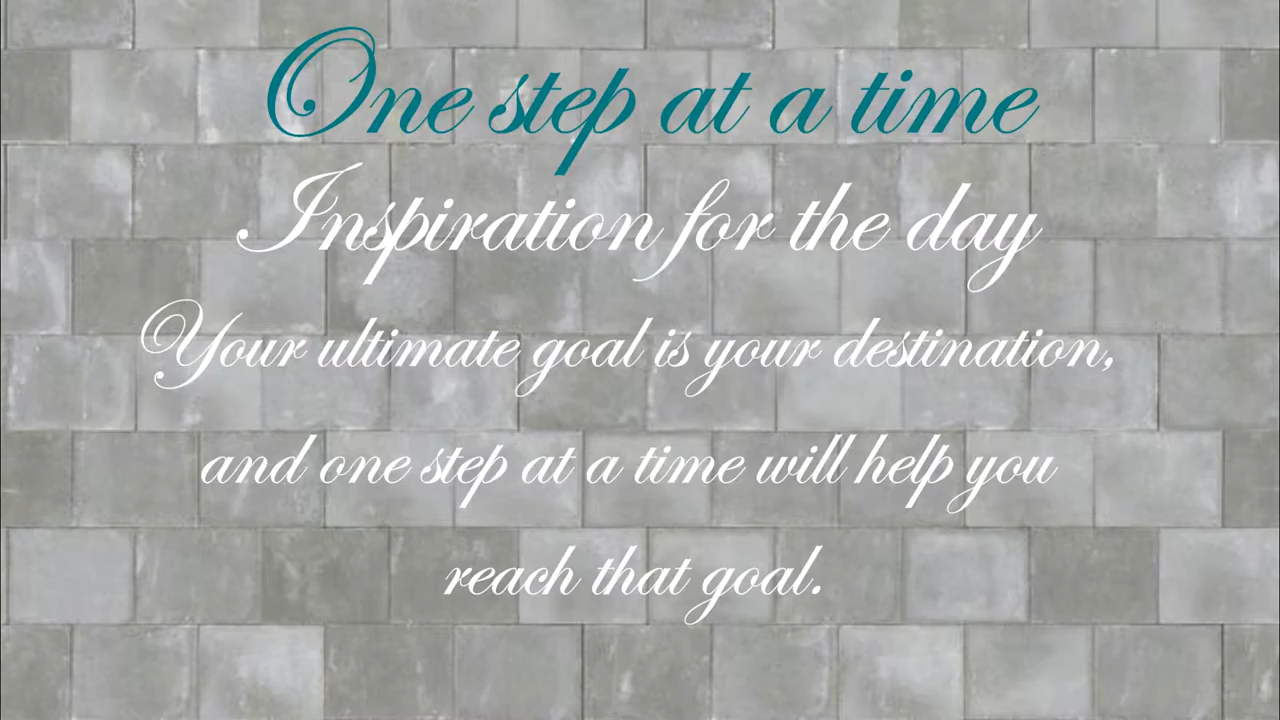 One step at a time
Inspiration for the day
Your ultimate goal is your destination,
and one step at a time will help you
reach that goal.